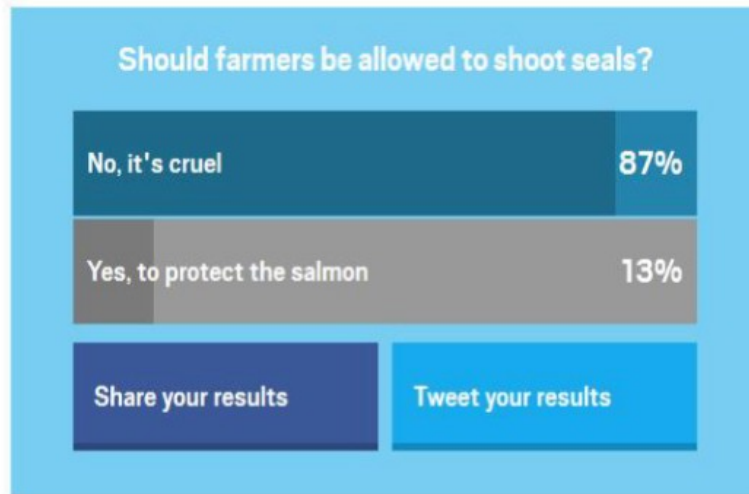 Should farmers be allowed to shoot seals?
No, it's cruel 87%
Yes, to protect the salmon 13%
Share your results Tweet your results